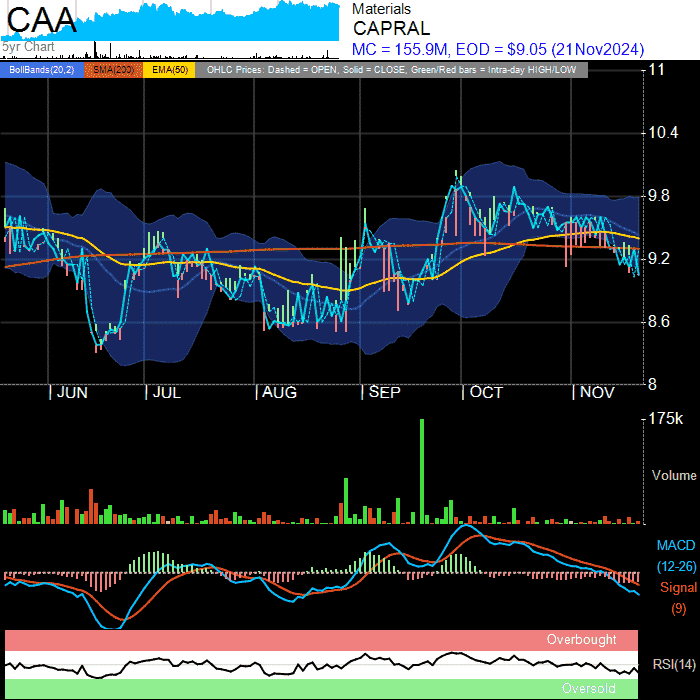 CAA
5yr Chart
Materials
CAPRAL
MC = 155.9M, EOD = $9.05 (21Nov2024)
BollBands(20,2) SMA(200) EMA(50) OHLC Prices: Dashed = OPEN, Solid = CLOSE, Green/Red bars = Intra-day HIGH/LOW
11
10.4
9.8
9.2
8.6
8
JUN JUL AUG SEP OCT NOV
175k
Volume
MACD
(12-26)
Signal
(9)
Overbought
RSI(14)
Oversold